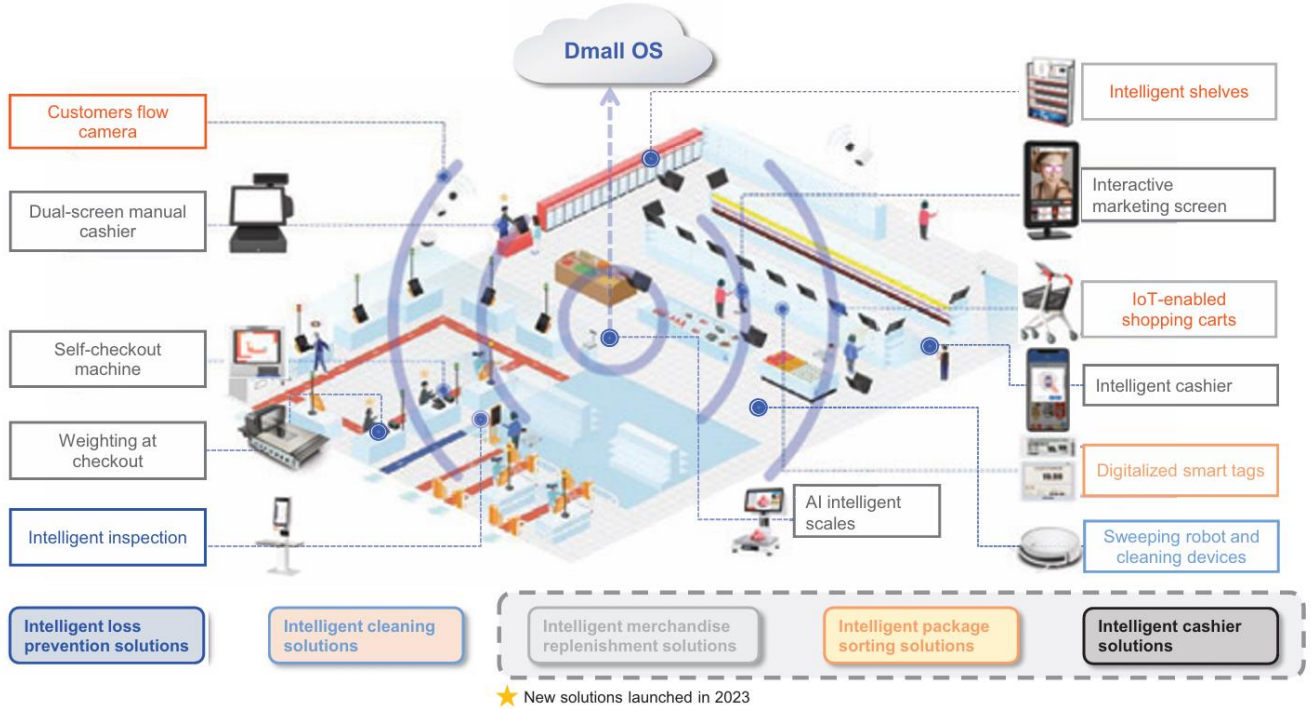 Dmall OS
Customers flow
camera
Dual-screen manual
cashier
Self-checkout
machine
Weighting at
checkout
Intelligent inspection
Intelligent shelves
Interactive
marketing screen
IoT-enabled
shopping carts
Intelligent cashier
Digitalized smart tags
AI intelligent
scales
Sweeping robot and
cleaning devices
Intelligent loss
prevention solutions
Intelligent cleaning
solutions
Intelligent merchandise
replenishment solutions
Intelligent package
sorting solutions
Intelligent cashier
solutions
New solutions launched in 2023